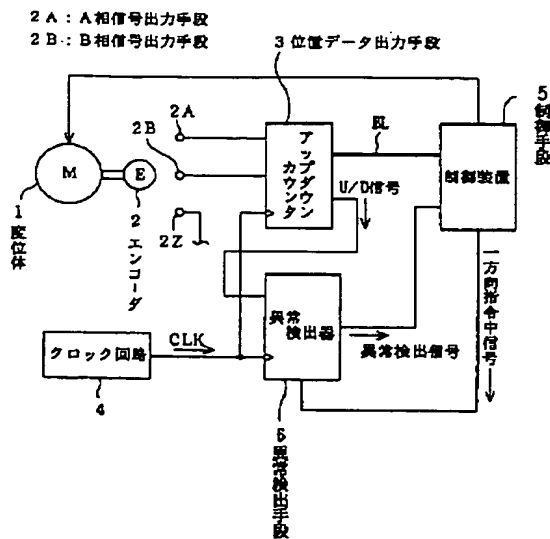 2A：A相信号出力手段
2B：B相信号出力手段
3位置データ出力手段
5制御手段
2A
2B
2Z
M
E
1変位体
2エンコーダ
アップダウンカウンタ
BL
U/D信号
制御装置
クロック回路
4
CLK
異常検出器
異常検出信号
一方向指令中信号
6異常検出手段